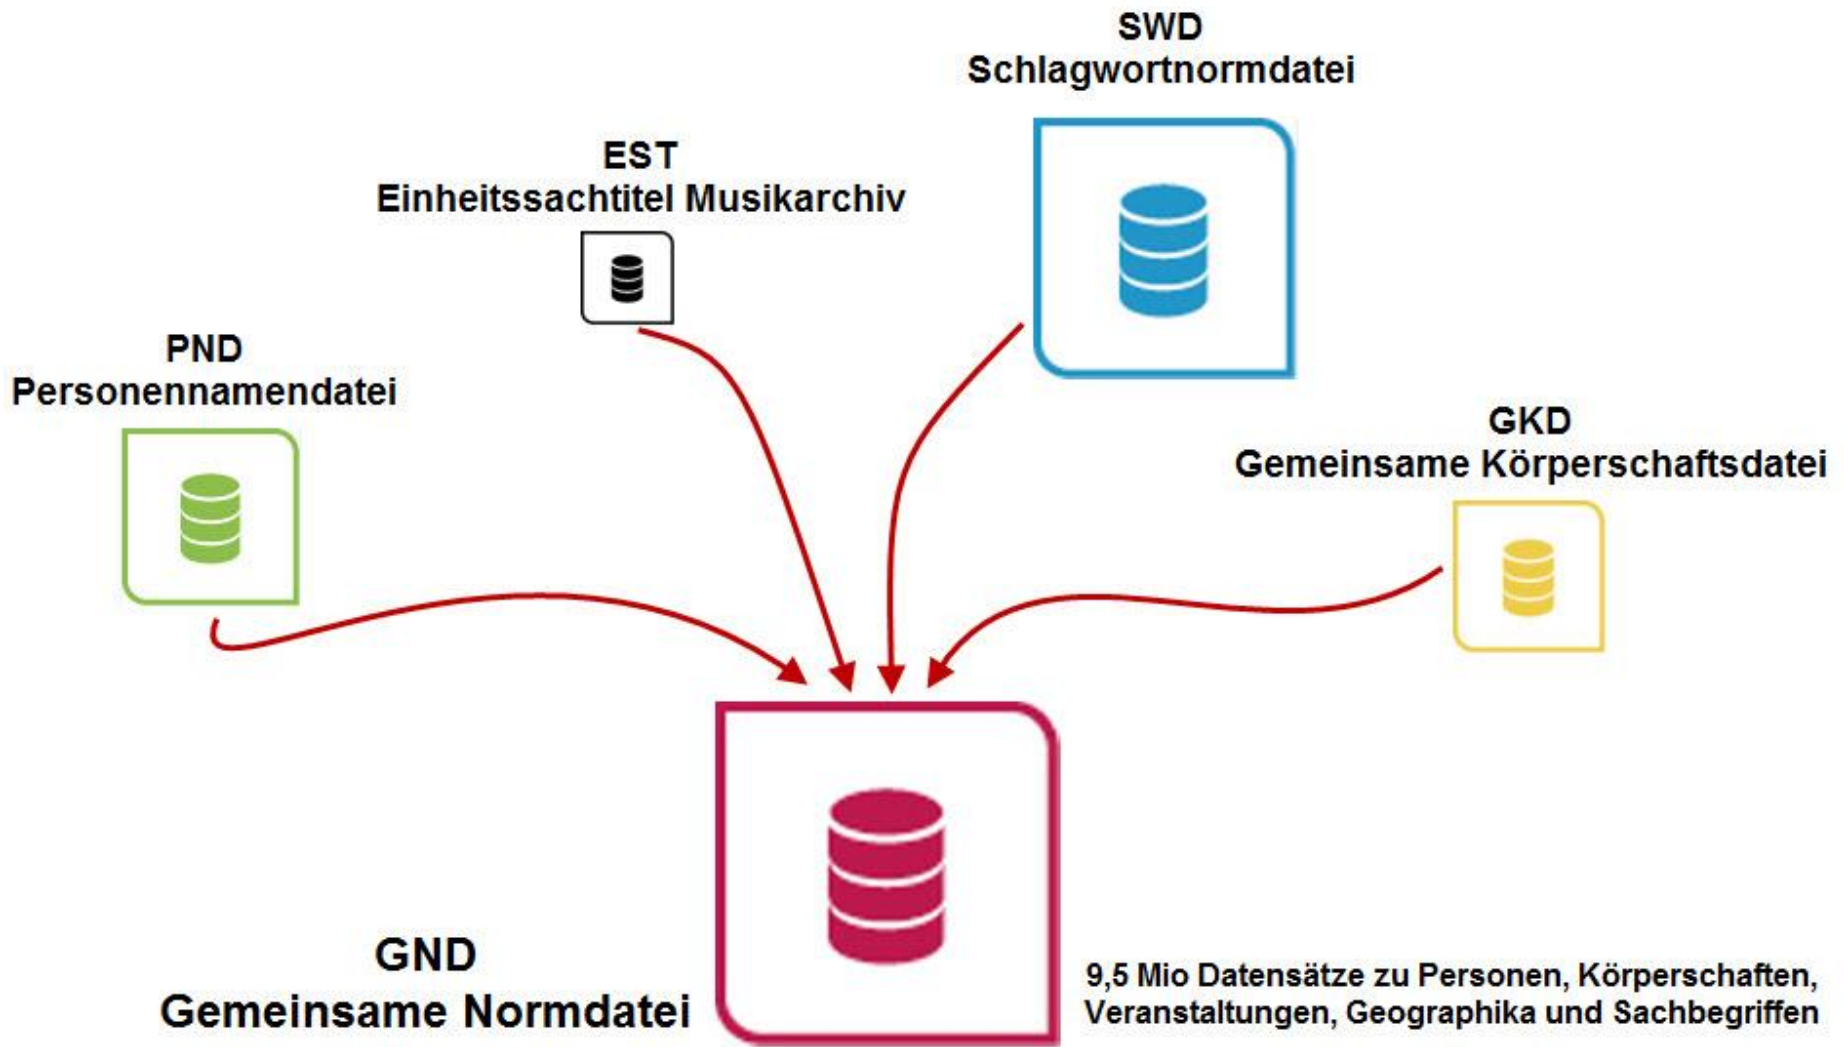 SWD
Schlagwortnormdatei
EST
Einheitssachtitel Musikarchiv
PND
Personennamendatei
GKD
Gemeinsame Körperschaftsdatei
GND
Gemeinsame Normdatei
9,5 Mio Datensätze zu Personen, Körperschaften,
Veranstaltungen, Geographika und Sachbegriffen